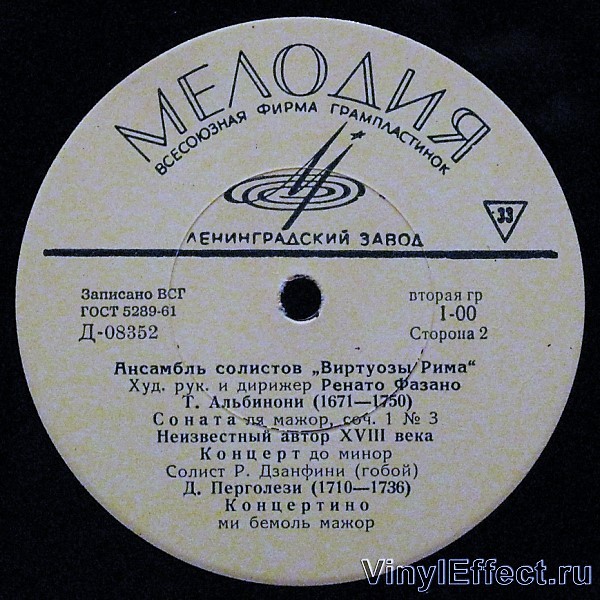 МЕЛОДИЯ
ВСЕСОЮЗНАЯ ФИРМА ГРАМПЛАСТИНОК
33
ЛЕНИНГРАДСКИЙ ЗАВОД
Записано ВСГ
ГОСТ 5289-61
Д-08352
вторая гр
1-00
Сторона 2
Ансамбль солистов „Виртуозы Рима“
Худ. рук. и дирижер Ренато Фазано
Т. Альбинони (1671—1750)
Соната ля мажор, соч. 1 № 3
Неизвестный автор XVIII века
Концерт до минор
Солист Р. Дзанфини (гобой)
Д. Перголези (1710—1736)
Концертино
ми бемоль мажор
VinylEffect.ru